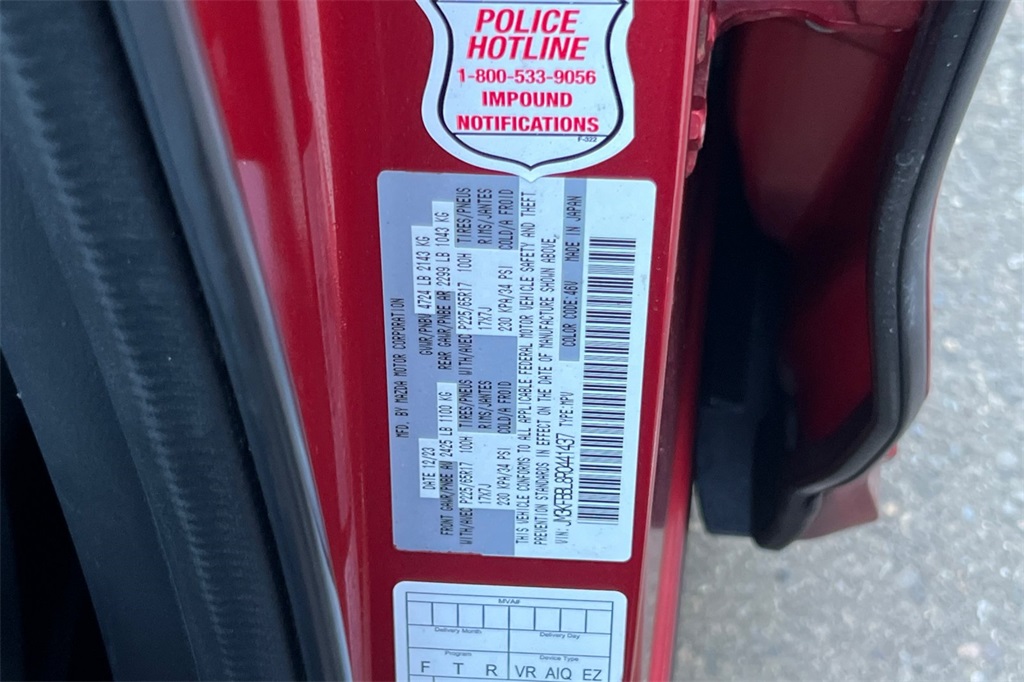 POLICE
HOTLINE
1-800-533-9056
IMPOUND
NOTIFICATIONS
F-322
MFD. BY MAZDA MOTOR CORPORATION
DATE 12/23 GVWR/PNBV 4724 LB 2143 KG
FRONT GAWR/PNBE AV 2425 LB 1100 KG REAR GAWR/PNBE AR 2299 LB 1043 KG
WITH/AVEC P225/65R17 100H TIRES/PNEUS WITH/AVEC P225/65R17 100H TIRES/PNEUS
17X7J RIMS/JANTES 17X7J RIMS/JANTES
230 KPA/34 PSI COLD/A FROID 230 KPA/34 PSI COLD/A FROID
THIS VEHICLE CONFORMS TO ALL APPLICABLE FEDERAL MOTOR VEHICLE SAFETY AND THEFT
PREVENTION STANDARDS IN EFFECT ON THE DATE OF MANUFACTURE SHOWN ABOVE.
VIN: JM3KFBBL8R0441437 TYPE:MPV COLOR CODE:46V MADE IN JAPAN
MVA#
Delivery Month Delivery Day
Device Type
F T R VR AIQ EZ